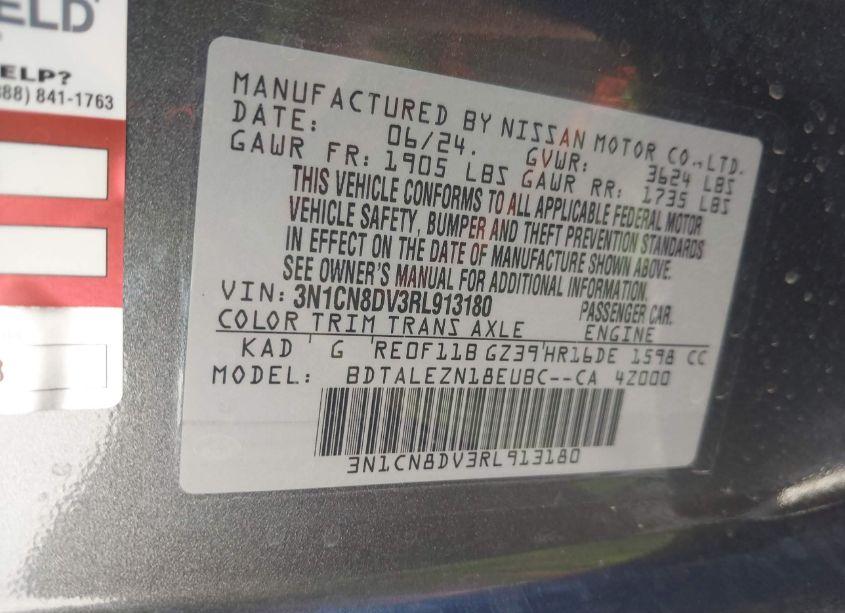 ELD
ELP?
88) 841-1763
MANUFACTURED BY NISSAN MOTOR CO.,LTD.
DATE: 06/24. GVWR: 3624 LBS
GAWR FR: 1905 LBS GAWR RR: 1735 LBS
THIS VEHICLE CONFORMS TO ALL APPLICABLE FEDERAL MOTOR
VEHICLE SAFETY, BUMPER AND THEFT PREVENTION STANDARDS
IN EFFECT ON THE DATE OF MANUFACTURE SHOWN ABOVE.
SEE OWNER'S MANUAL FOR ADDITIONAL INFORMATION.
VIN: 3N1CN8DV3RL913180 PASSENGER CAR.
COLOR TRIM TRANS AXLE ENGINE
KAD G RE0F11B GZ39 HR16DE 1598 CC
MODEL: BDTALEZN18EUBC--CA 4Z000
3N1CN8DV3RL913180